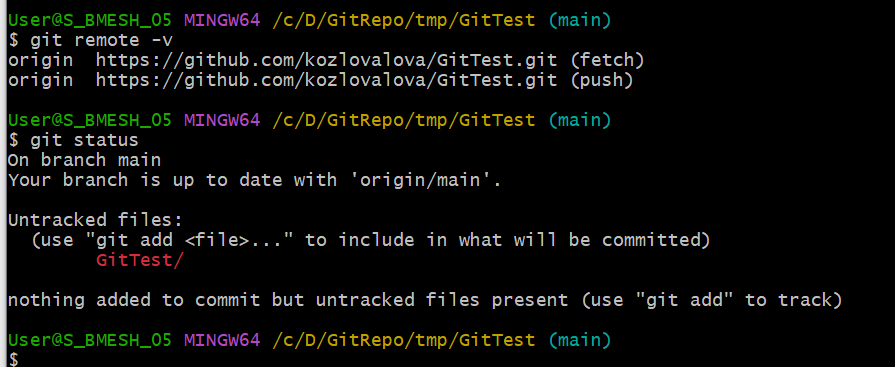 User@S_BMESH_05 MINGW64 /c/D/GitRepo/tmp/GitTest (main)
$ git remote -v
origin  https://github.com/kozlovalova/GitTest.git (fetch)
origin  https://github.com/kozlovalova/GitTest.git (push)
User@S_BMESH_05 MINGW64 /c/D/GitRepo/tmp/GitTest (main)
$ git status
On branch main
Your branch is up to date with 'origin/main'.
Untracked files:
  (use "git add <file>..." to include in what will be committed)
        GitTest/
nothing added to commit but untracked files present (use "git add" to track)
User@S_BMESH_05 MINGW64 /c/D/GitRepo/tmp/GitTest (main)
$